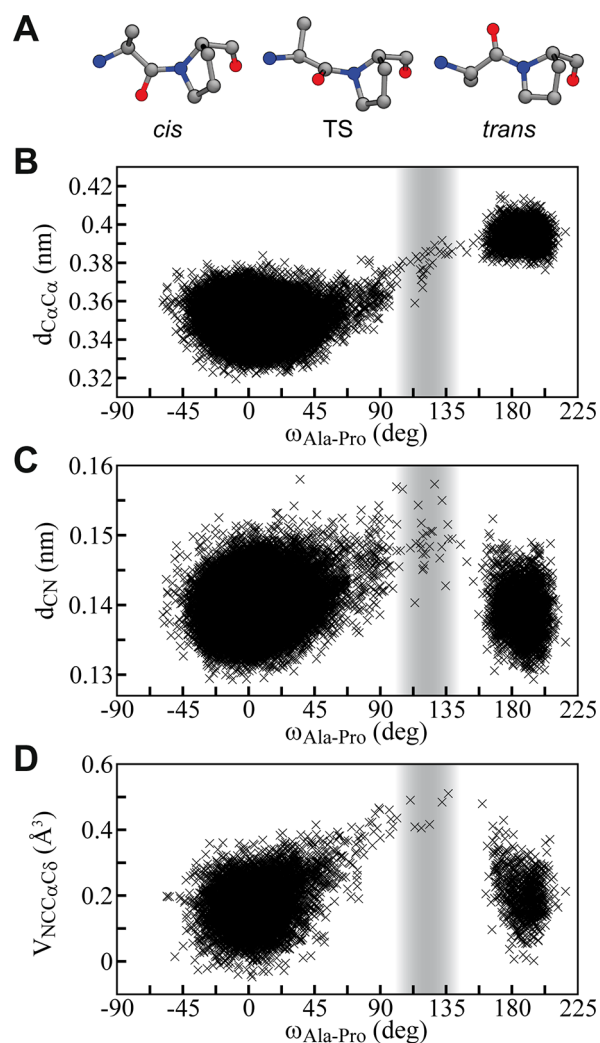 A
cis TS trans
B
0.42
0.4
0.38
0.36
0.34
0.32
dCαCα (nm)
-90 -45 0 45 90 135 180 225
ωAla-Pro (deg)
C
0.16
0.15
0.14
0.13
dCN (nm)
-90 -45 0 45 90 135 180 225
ωAla-Pro (deg)
D
0.6
0.4
0.2
0
VNCCαCδ (Å³)
-90 -45 0 45 90 135 180 225
ωAla-Pro (deg)